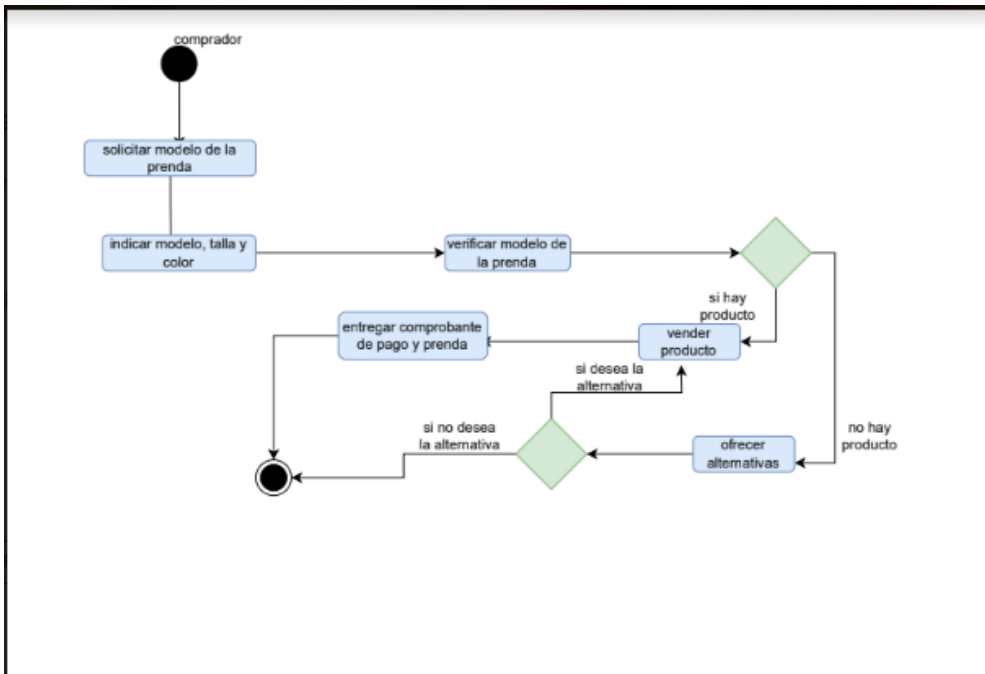 comprador
solicitar modelo de la
prenda
indicar modelo, talla y
color
verificar modelo de
la prenda
si hay
producto
vender
producto
entregar comprobante
de pago y prenda
si desea la
alternativa
si no desea
la alternativa
ofrecer
alternativas
no hay
producto